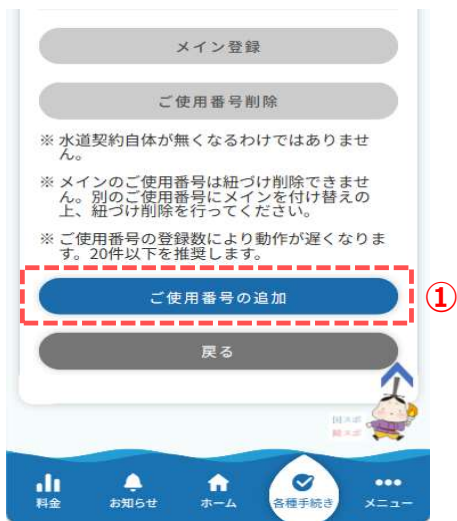 メイン登録
ご使用番号削除
※ 水道契約自体が無くなるわけではありませ
ん。
※ メインのご使用番号は紐づけ削除できませ
ん。別のご使用番号にメインを付け替えの
上、紐づけ削除を行ってください。
※ ご使用番号の登録数により動作が遅くなりま
す。20件以下を推奨します。
ご使用番号の追加
①
戻る
料金
お知らせ
ホーム
各種手続き
メニュー